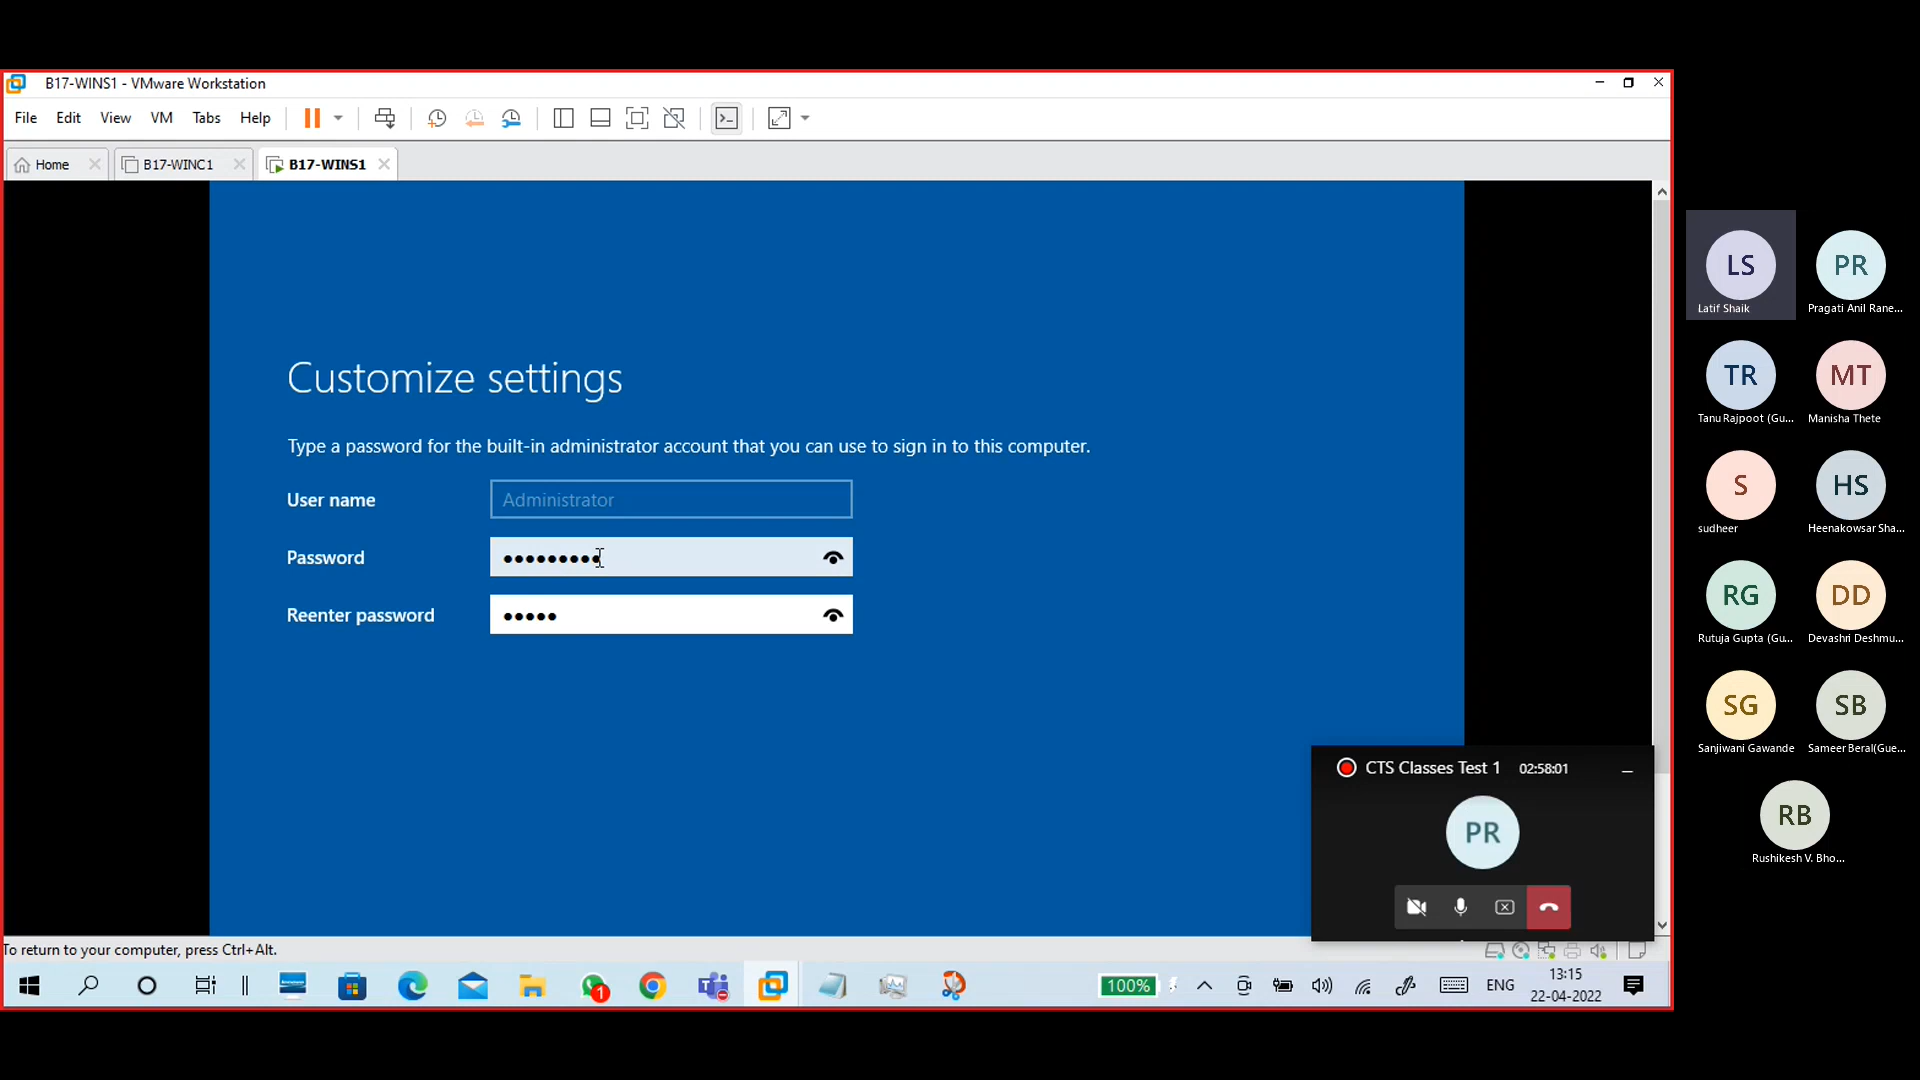 B17-WINS1 - VMware Workstation
File Edit View VM Tabs Help
Home B17-WINC1 B17-WINS1
Customize settings
Type a password for the built-in administrator account that you can use to sign in to this computer.
User name Administrator
Password
Reenter password
CTS Classes Test 1 02:58:01
PR
To return to your computer, press Ctrl+Alt.
1
100%
ENG
13:15
22-04-2022
LS
Latif Shaik
PR
Pragati Anil Rane...
TR
Tanu Rajpoot (Gu...
MT
Manisha Thete
S
sudheer
HS
Heenakowsar Sha...
RG
Rutuja Gupta (Gu...
DD
Devashri Deshmu...
SG
Sanjiwani Gawande
SB
Sameer Beral(Gue...
RB
Rushikesh V. Bho...